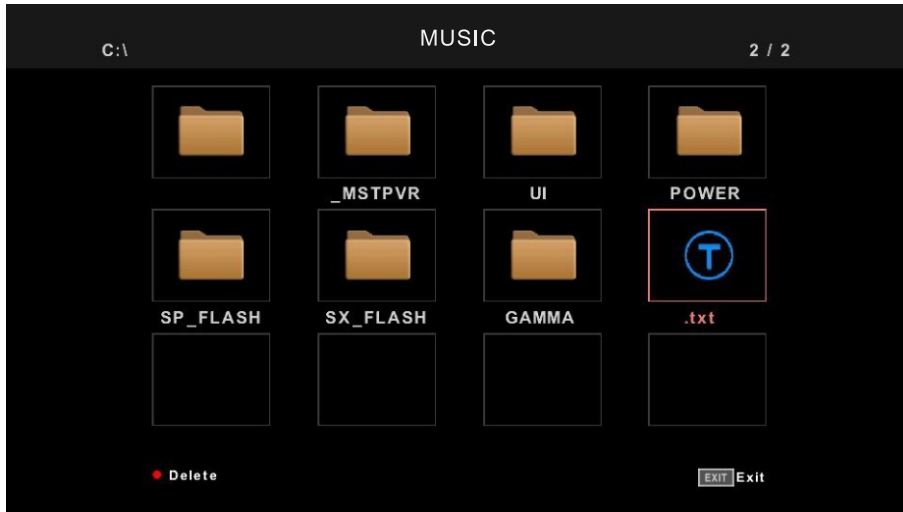 MUSIC
C:\
2 / 2
_MSTPVR
UI
POWER
T
SP_FLASH
SX_FLASH
GAMMA
.txt
Delete
EXIT Exit